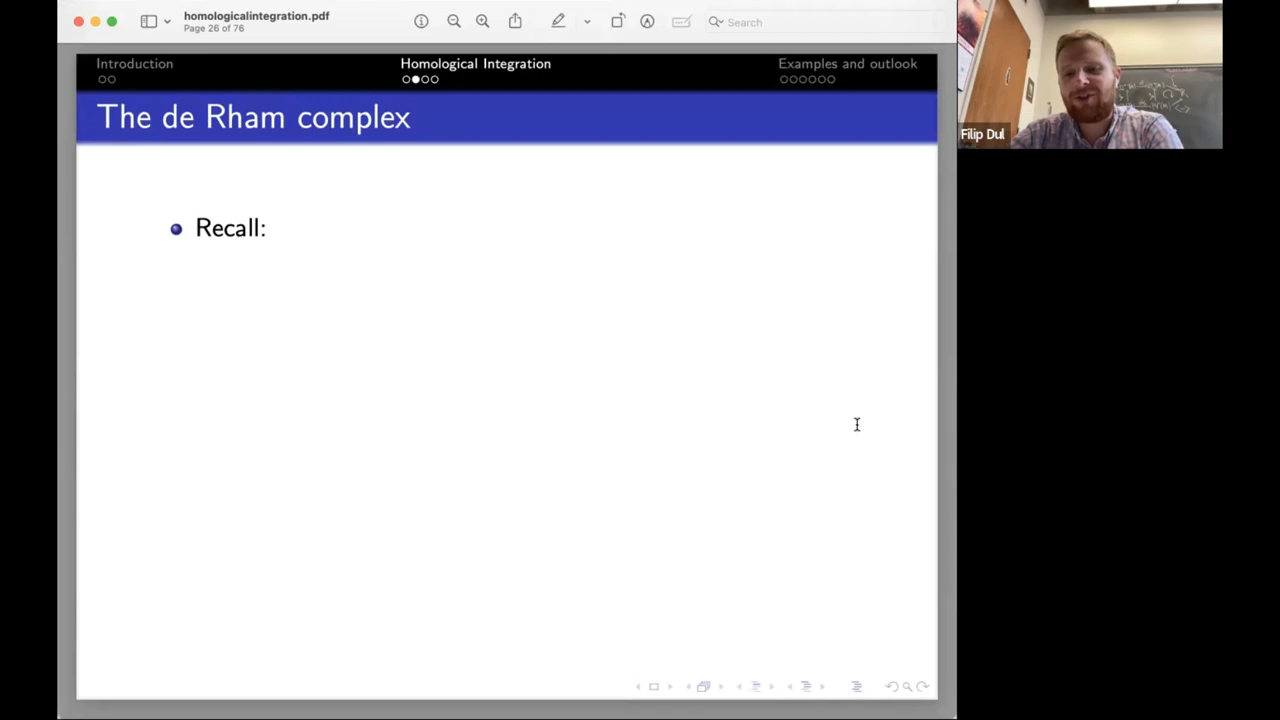 homologicalintegration.pdf
Page 26 of 76
Search
Introduction
Homological Integration
Examples and outlook
The de Rham complex
Recall:
Filip Dul